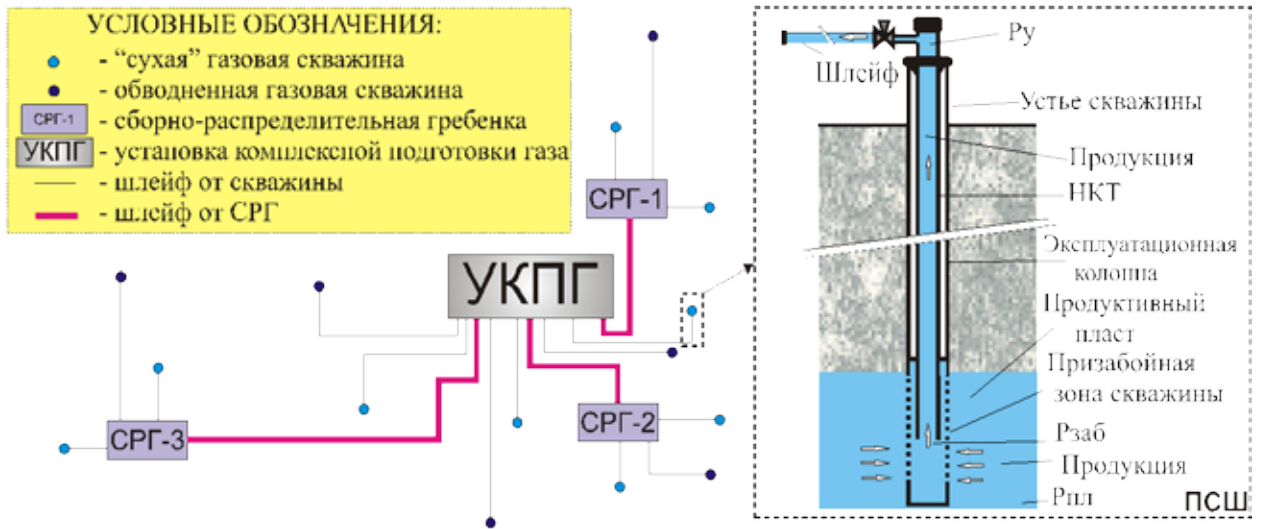 УСЛОВНЫЕ ОБОЗНАЧЕНИЯ:
- “сухая” газовая скважина
- обводненная газовая скважина
СРГ-1 - сборно-распределительная гребенка
УКПГ - установка комплексной подготовки газа
- шлейф от скважины
- шлейф от СРГ
СРГ-1
УКПГ
СРГ-3
СРГ-2
Ру
Шлейф
Устье скважины
Продукция
НКТ
Эксплуатационная
колонна
Продуктивный
пласт
Призабойная
зона скважины
Рзаб
Продукция
Рпл
ПСШ